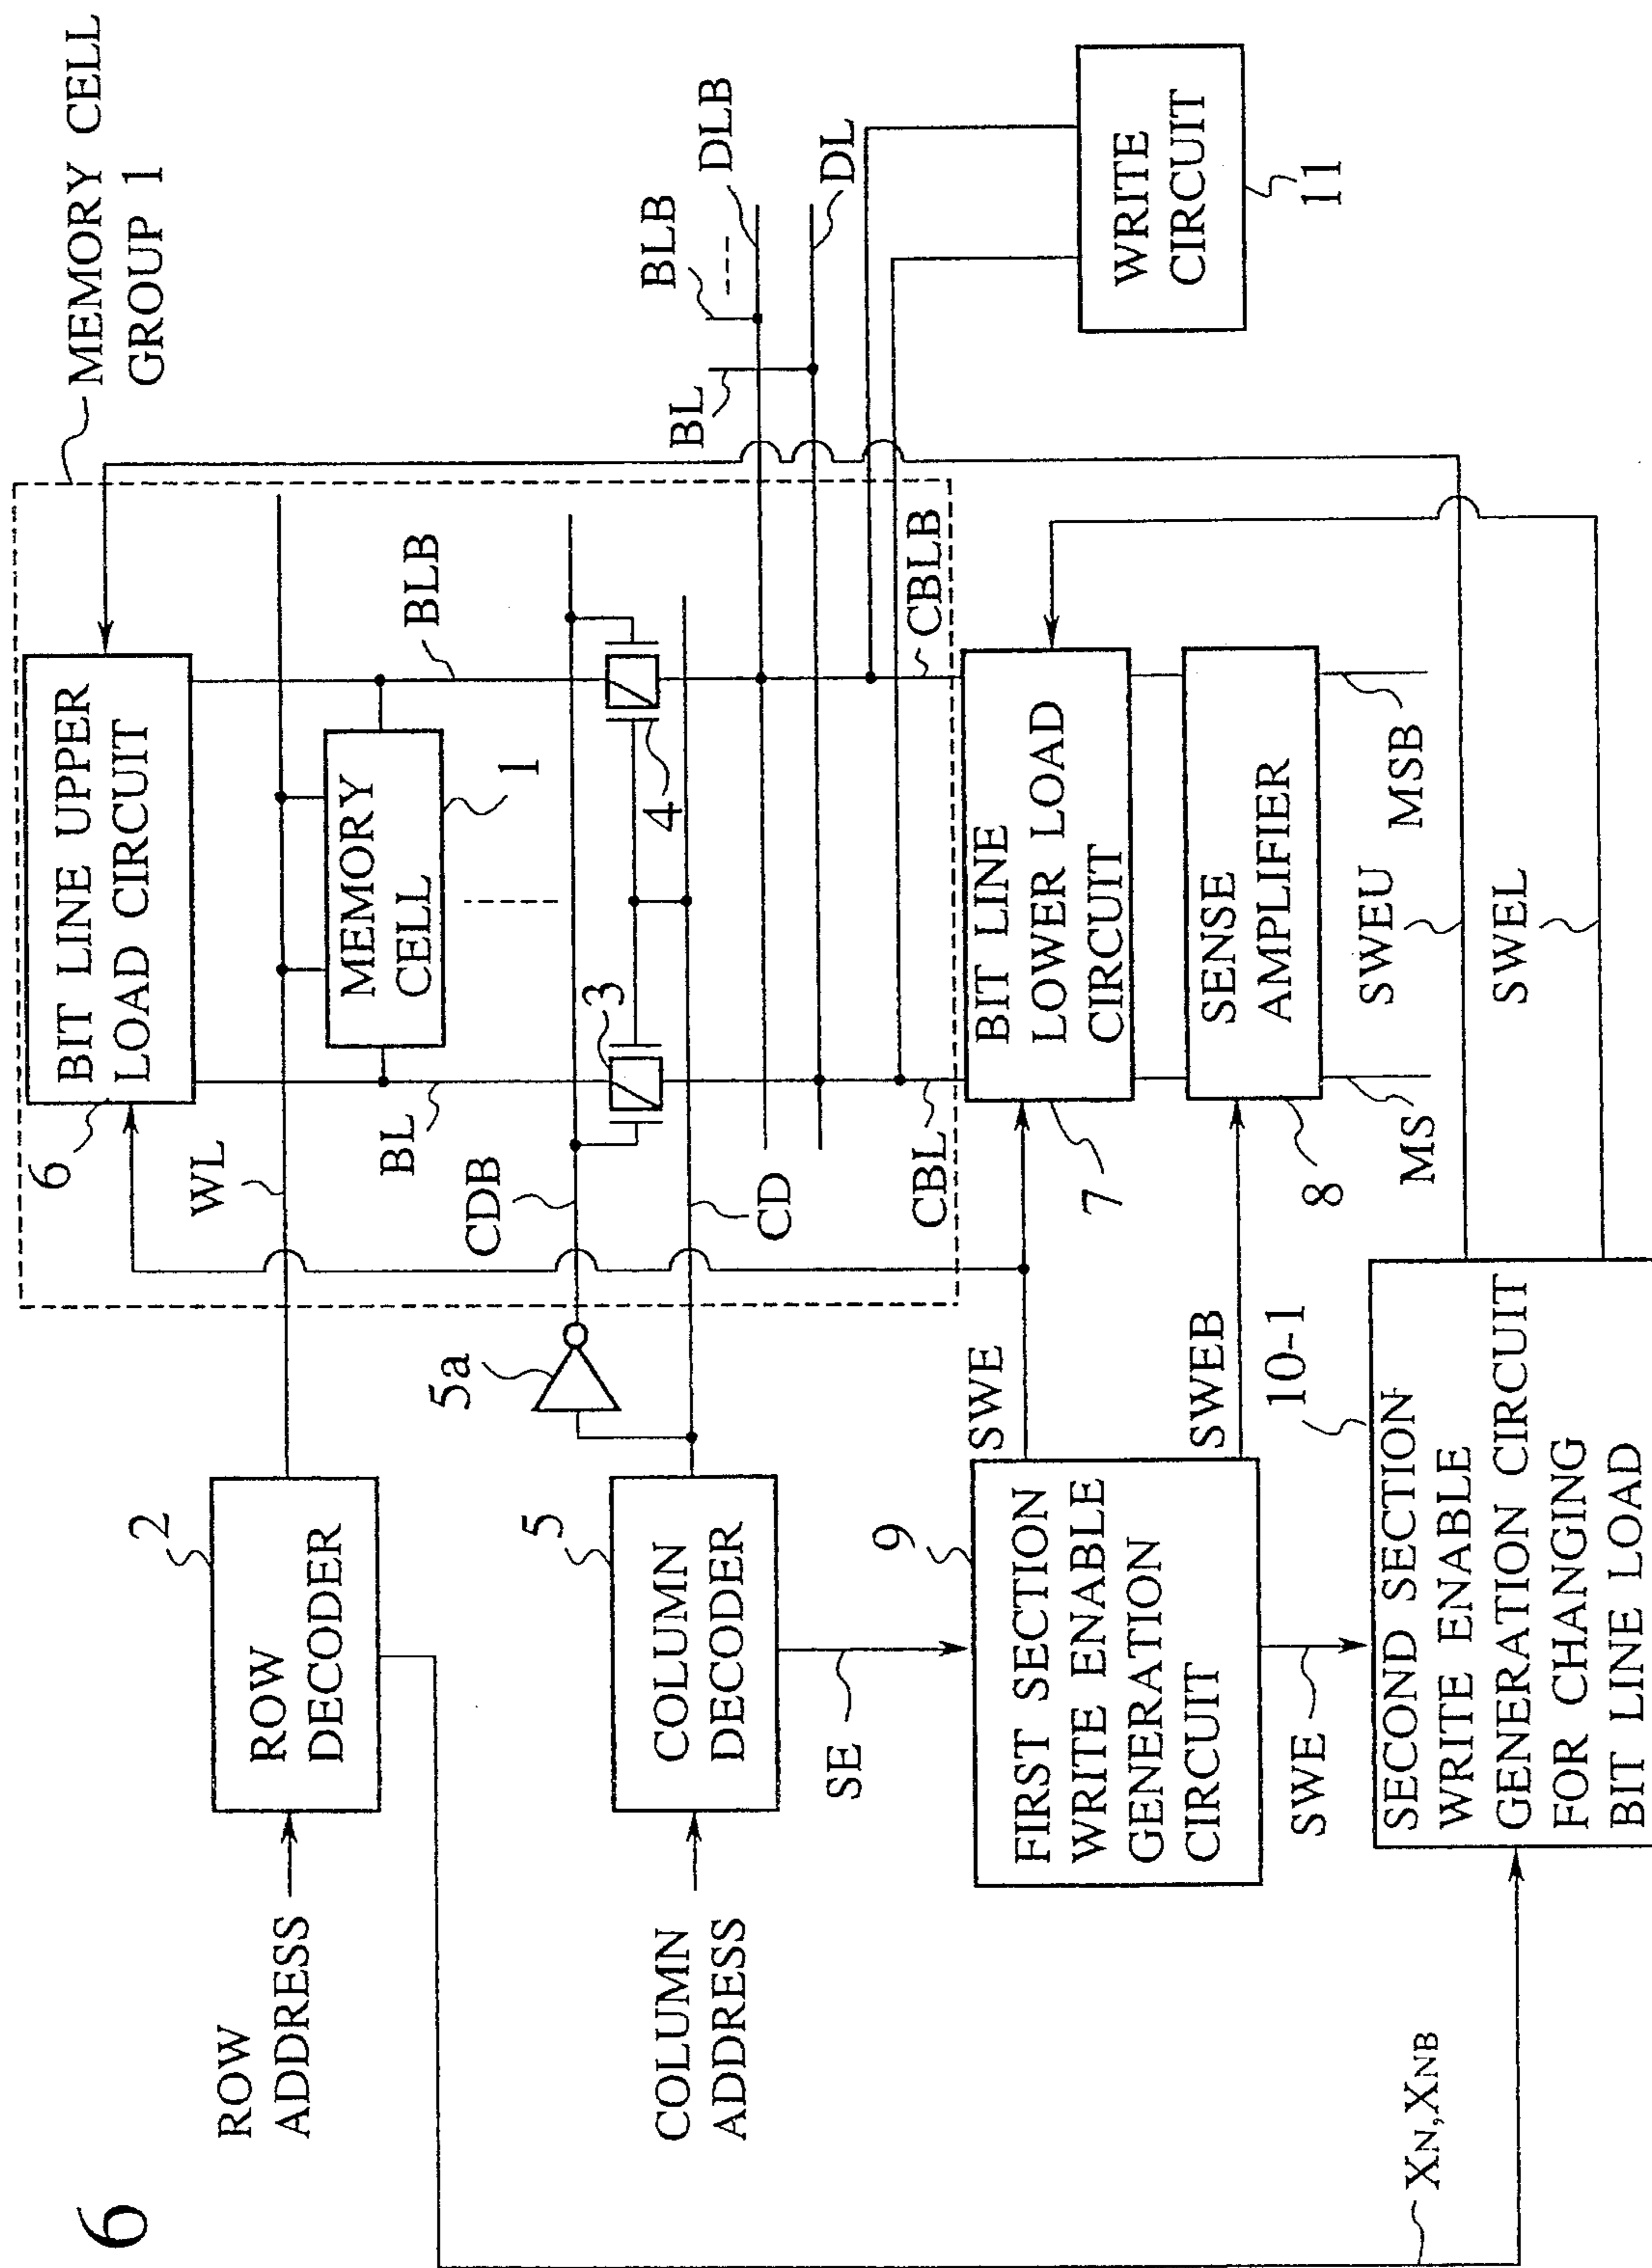 6
MEMORY CELL
GROUP 1
6
BIT LINE UPPER
LOAD CIRCUIT
ROW
ADDRESS
2
ROW
DECODER
WL
MEMORY
CELL
1
BL
BLB
5a
CDB
3
4
CD
COLUMN
ADDRESS
5
COLUMN
DECODER
BL
BLB
DLB
DL
CBL
CBLB
SE
9
FIRST SECTION
WRITE ENABLE
GENERATION
CIRCUIT
SWE
SWEB
BIT LINE
LOWER LOAD
CIRCUIT
7
SENSE
AMPLIFIER
8
MS
MSB
WRITE
CIRCUIT
11
SWE
10-1
SECOND SECTION
WRITE ENABLE
GENERATION CIRCUIT
FOR CHANGING
BIT LINE LOAD
SWEU
SWEL
XN,XNB